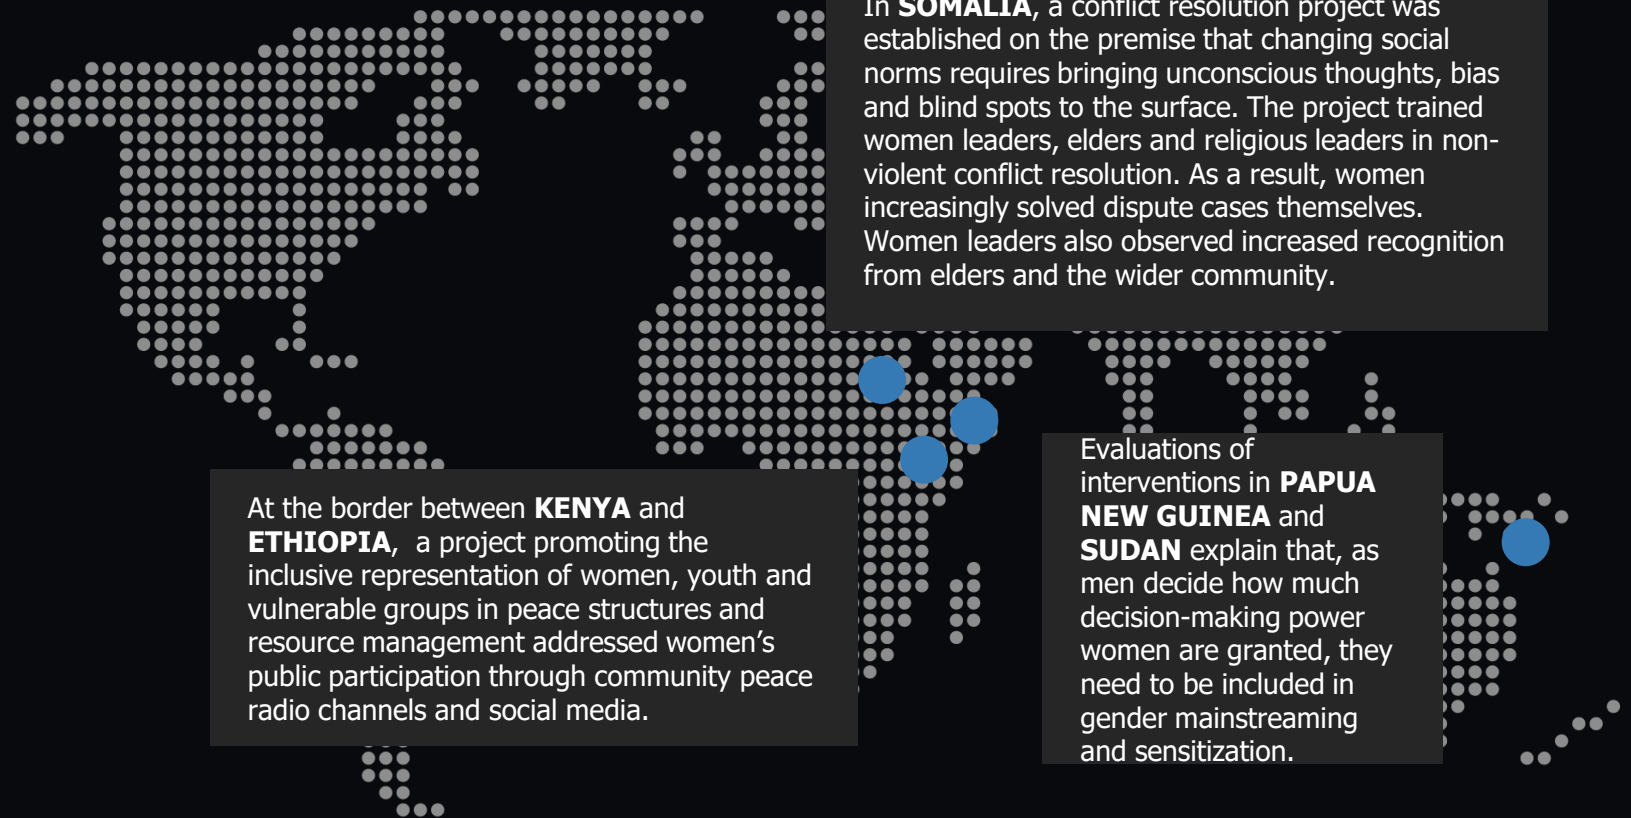 In SOMALIA, a conflict resolution project was
established on the premise that changing social
norms requires bringing unconscious thoughts, bias
and blind spots to the surface. The project trained
women leaders, elders and religious leaders in non-
violent conflict resolution. As a result, women
increasingly solved dispute cases themselves.
Women leaders also observed increased recognition
from elders and the wider community.
At the border between KENYA and
ETHIOPIA,  a project promoting the
inclusive representation of women, youth and
vulnerable groups in peace structures and
resource management addressed women’s
public participation through community peace
radio channels and social media.
Evaluations of
interventions in PAPUA
NEW GUINEA and
SUDAN explain that, as
men decide how much
decision-making power
women are granted, they
need to be included in
gender mainstreaming
and sensitization.